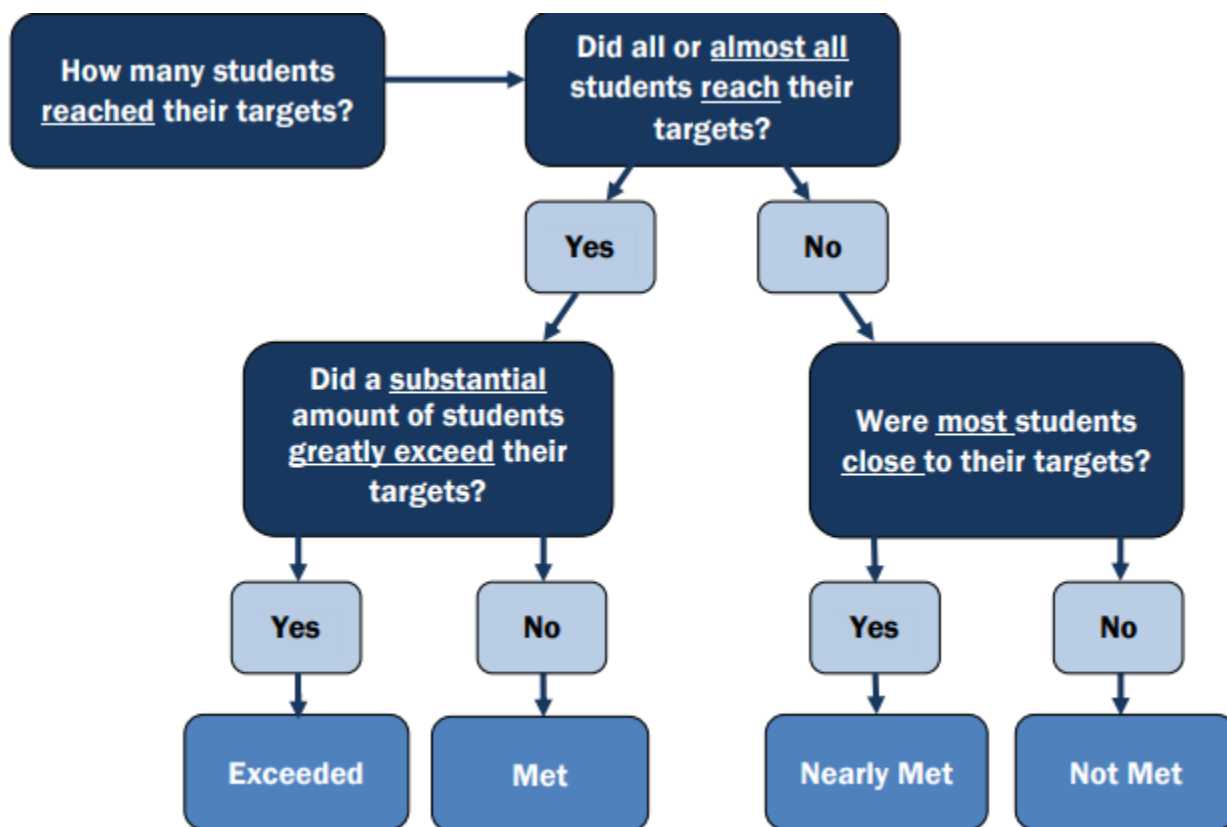 How many students
reached their targets?
Did all or almost all
students reach their
targets?
Yes
No
Did a substantial
amount of students
greatly exceed their
targets?
Were most students
close to their targets?
Yes
No
Yes
No
Exceeded
Met
Nearly Met
Not Met